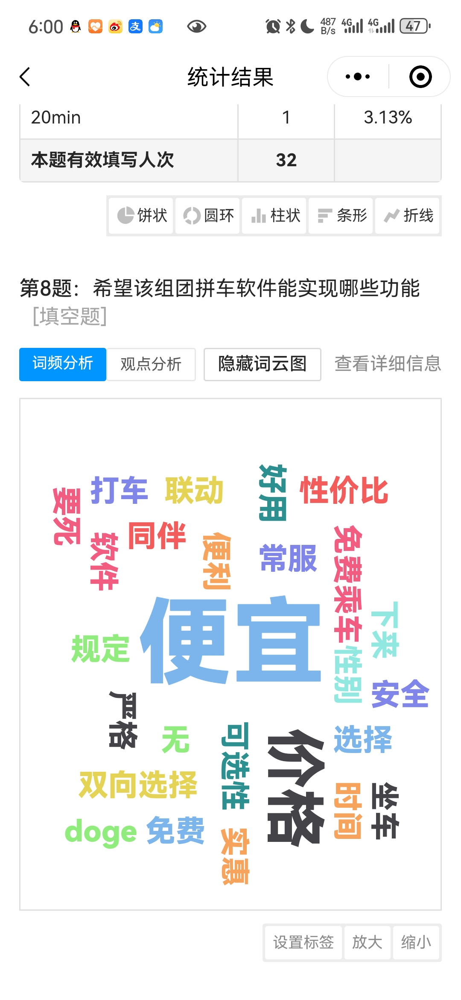 6:00 支 487 B/s 4G 4G 47
统计结果
20min 1 3.13%
本题有效填写人次 32
饼状 圆环 柱状 条形 折线
第8题: 希望该组团拼车软件能实现哪些功能
[填空题]
词频分析 观点分析 隐藏词云图 查看详细信息
要死 打车 联动 好用 性价比
软件 同伴 便利 常服 免费乘车
规定 便宜 性别 下来
安全
严格 无 可选性 价格 选择
双向选择 时间 坐车
doge 免费 实惠
设置标签 放大 缩小